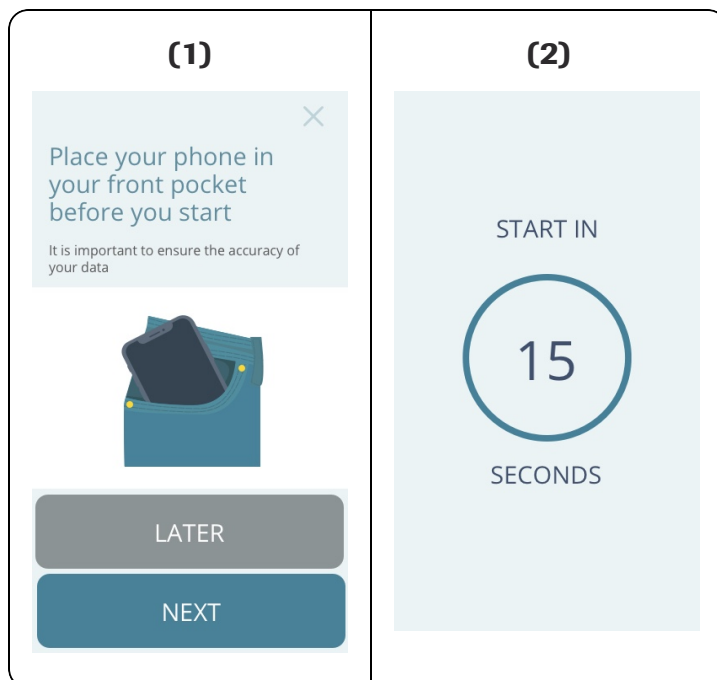 (1)
Place your phone in
your front pocket
before you start
It is important to ensure the accuracy of
your data
LATER
NEXT
(2)
START IN
15
SECONDS